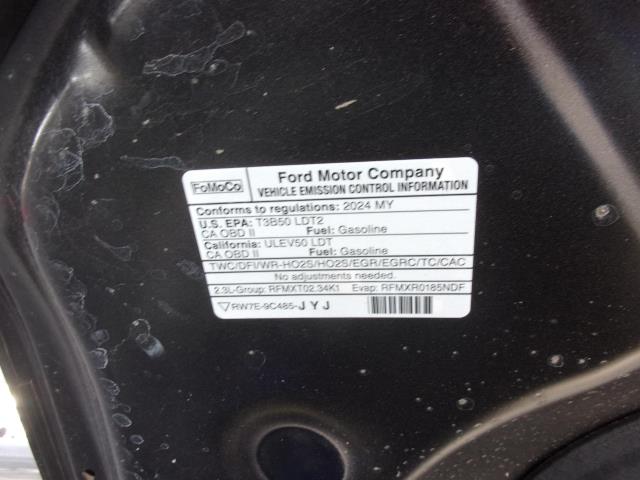 FoMoCo
Ford Motor Company
VEHICLE EMISSION CONTROL INFORMATION
Conforms to regulations: 2024 MY
U.S. EPA: T3B50 LDT2
CA OBD II Fuel: Gasoline
California: ULEV50 LDT
CA OBD II Fuel: Gasoline
TWC/DFI/WR-HO2S/HO2S/EGR/EGRC/TC/CAC
No adjustments needed.
2.3L-Group: RFMXT02.34K1 Evap: RFMXR0185NDF
RW7E-9C485-JYJ